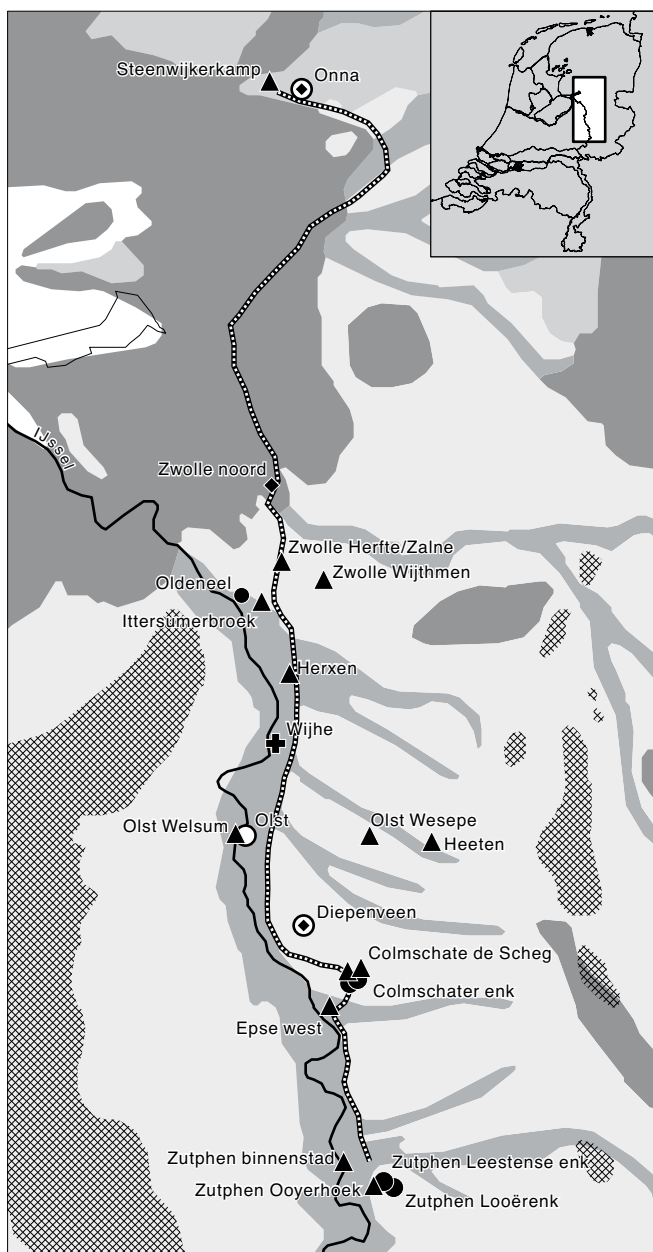 Steenwijkerkamp
Onna
IJssel
Zwolle noord
Zwolle Herfte/Zalne
Zwolle Wijthmen
Oldeneel
Ittersumerbroek
Herxen
Wijhe
Olst Welsum
Olst
Olst Wesepe
Heeten
Diepenveen
Colmschate de Scheg
Colmschater enk
Epse west
Zutphen binnenstad
Zutphen Leestense enk
Zutphen Ooyerhoek
Zutphen Looërenk